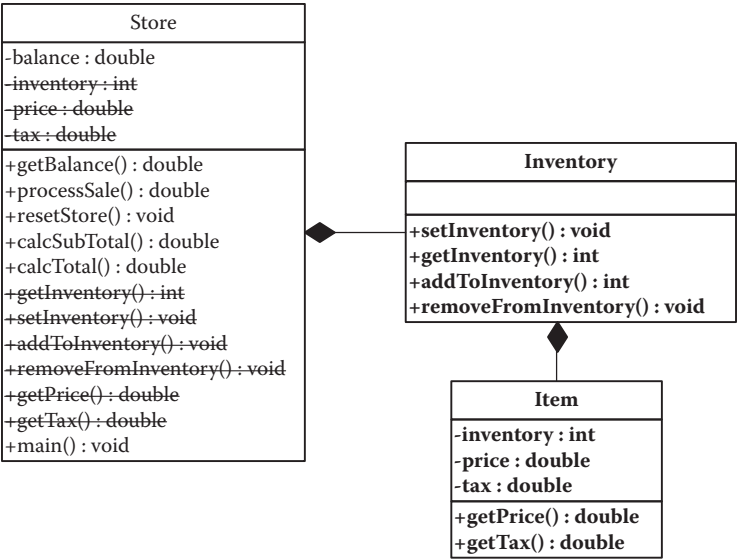 Store
-balance : double
-inventory : int
-price : double
-tax : double
+getBalance() : double
+processSale() : double
+resetStore() : void
+calcSubTotal() : double
+calcTotal() : double
+getInventory() : int
+setInventory() : void
+addToInventory() : void
+removeFromInventory() : void
+getPrice() : double
+getTax() : double
+main() : void
Inventory
+setInventory() : void
+getInventory() : int
+addToInventory() : int
+removeFromInventory() : void
Item
-inventory : int
-price : double
-tax : double
+getPrice() : double
+getTax() : double